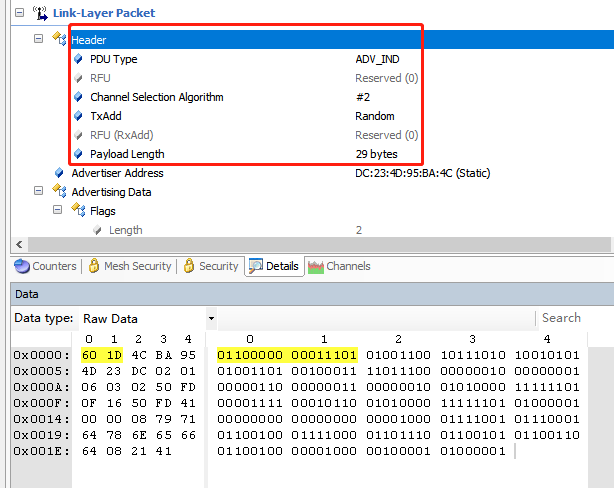 Link-Layer Packet
Header
PDU Type ADV_IND
RFU Reserved (0)
Channel Selection Algorithm #2
TxAdd Random
RFU (RxAdd) Reserved (0)
Payload Length 29 bytes
Advertiser Address DC:23:4D:95:BA:4C (Static)
Advertising Data
Flags
Length 2
Counters Mesh Security Security Details Channels
Data
Data type: Raw Data Search
0 1 2 3 4 0 1 2 3 4
0x0000: 60 1D 4C BA 95 01100000 00011101 01001100 10111010 10010101
0x0005: 4D 23 DC 02 01 01001101 00100011 11011100 00000010 00000001
0x000A: 06 03 02 50 FD 00000110 00000011 00000010 01010000 11111101
0x000F: 0F 16 50 FD 41 00001111 00010110 01010000 11111101 01000001
0x0014: 00 00 08 79 71 00000000 00000000 00001000 01111001 01110001
0x0019: 64 78 6E 65 66 01100100 01111000 01101110 01100101 01100110
0x001E: 64 08 21 41 01100100 00001000 00100001 01000001